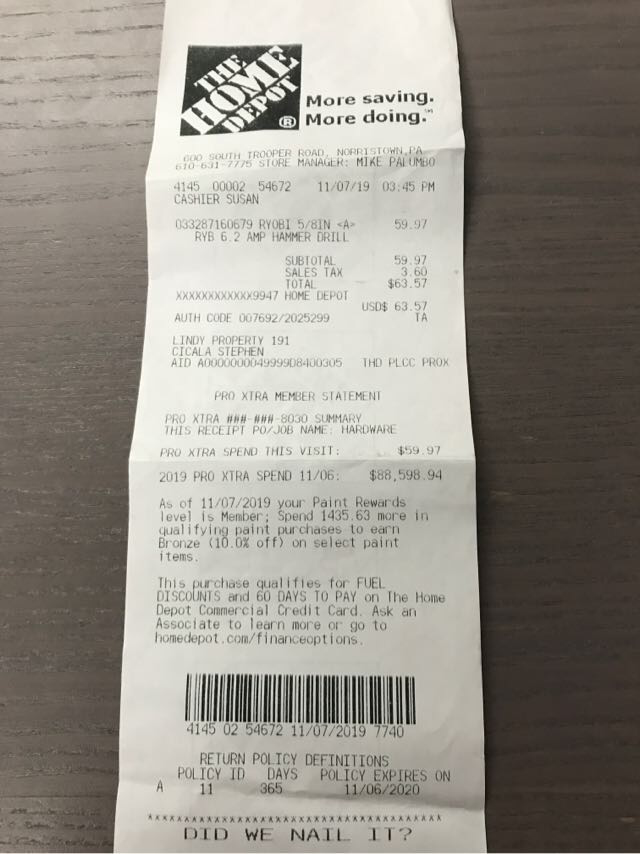 THE
HOME
DEPOT
®
More saving.
More doing.℠
600 SOUTH TROOPER ROAD, NORRISTOWN,PA
610-631-7775 STORE MANAGER: MIKE PALUMBO
4145 00002 54672 11/07/19 03:45 PM
CASHIER SUSAN
033287160679 RYOBI 5/8IN <A> 59.97
RYB 6.2 AMP HAMMER DRILL
SUBTOTAL 59.97
SALES TAX 3.60
TOTAL $63.57
XXXXXXXXXXXX9947 HOME DEPOT
USD$ 63.57
AUTH CODE 007692/2025299 TA
LINDY PROPERTY 191
CICALA STEPHEN
AID A0000000049999D8400305 THD PLCC PROX
PRO XTRA MEMBER STATEMENT
PRO XTRA ###-###-8030 SUMMARY
THIS RECEIPT PO/JOB NAME: HARDWARE
PRO XTRA SPEND THIS VISIT: $59.97
2019 PRO XTRA SPEND 11/06: $88,598.94
As of 11/07/2019 your Paint Rewards
level is Member; Spend 1435.63 more in
qualifying paint purchases to earn
Bronze (10.0% off) on select paint
items.
This purchase qualifies for FUEL
DISCOUNTS and 60 DAYS TO PAY on The Home
Depot Commercial Credit Card. Ask an
Associate to learn more or go to
homedepot.com/financeoptions.
4145 02 54672 11/07/2019 7740
RETURN POLICY DEFINITIONS
POLICY ID DAYS POLICY EXPIRES ON
A 11 365 11/06/2020
DID WE NAIL IT?